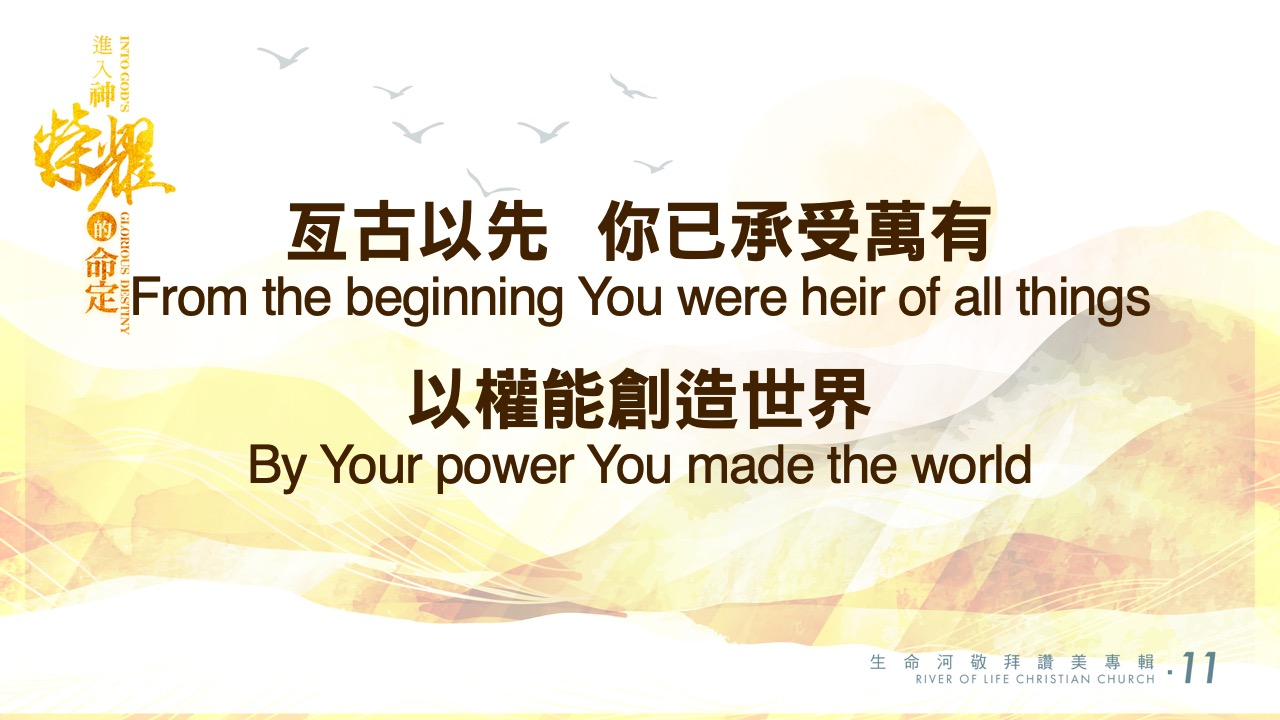 進入神
榮耀
的
命定
INTO GOD'S
GLORIOUS DESTINY
亙古以先 你已承受萬有
From the beginning You were heir of all things
以權能創造世界
By Your power You made the world
生命河敬拜讚美專輯
RIVER OF LIFE CHRISTIAN CHURCH
·11